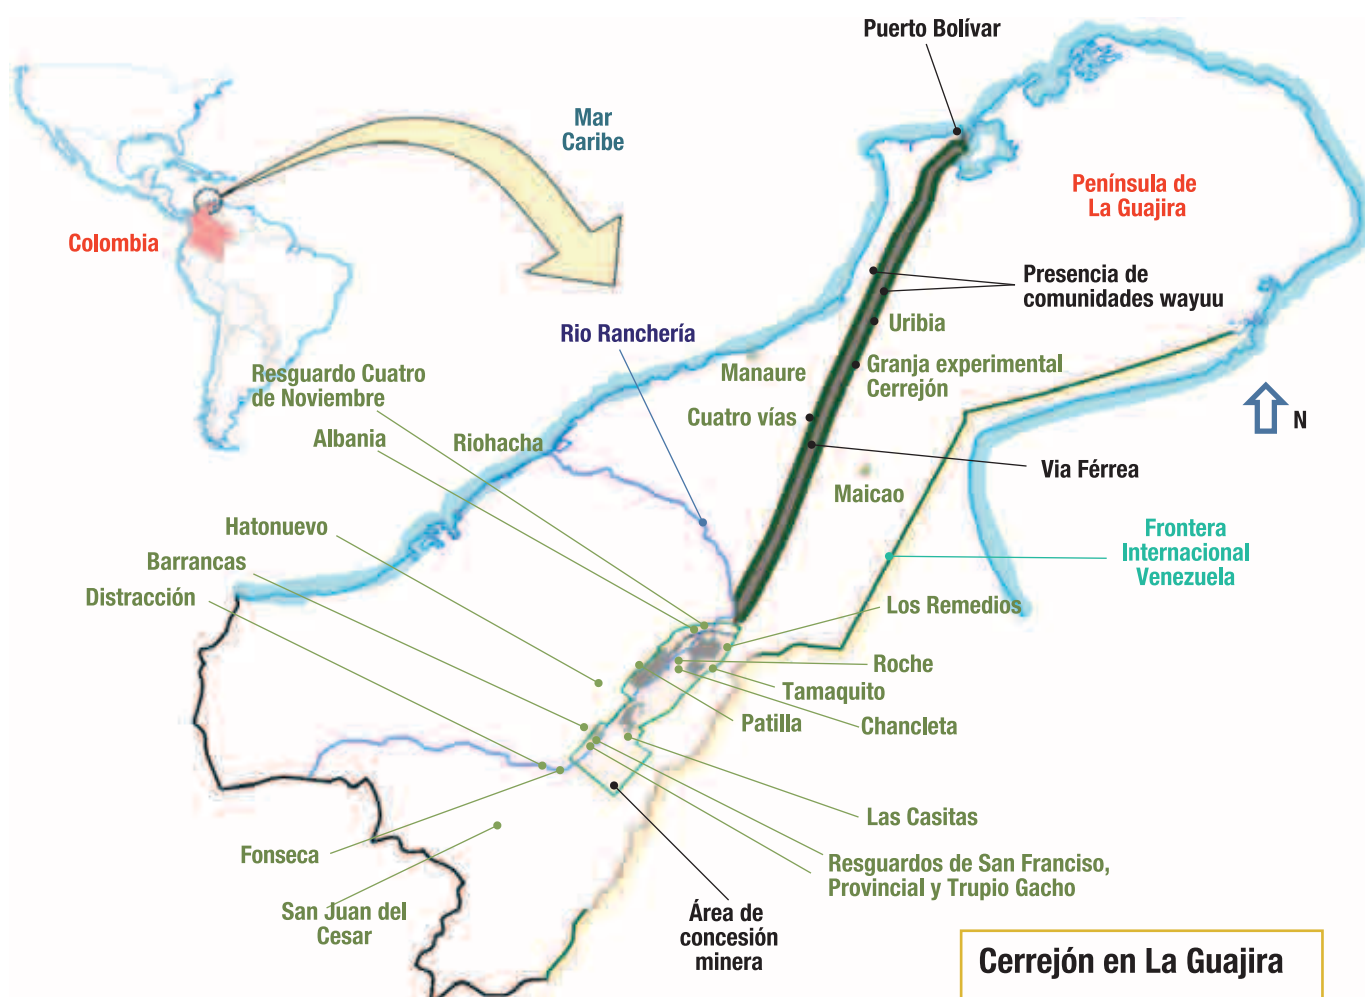 Puerto Bolívar
Mar
Caribe
Península de
La Guajira
Colombia
Presencia de
comunidades wayuu
Rio Ranchería
Uribia
Resguardo Cuatro
de Noviembre
Manaure
Granja experimental
Cerrejón
Cuatro vías
N
Albania
Riohacha
Via Férrea
Maicao
Hatonuevo
Frontera
Internacional
Venezuela
Barrancas
Distracción
Los Remedios
Roche
Tamaquito
Patilla
Chancleta
Las Casitas
Fonseca
Resguardos de San Franciso,
Provincial y Trupio Gacho
San Juan del
Cesar
Área de
concesión
minera
Cerrejón en La Guajira